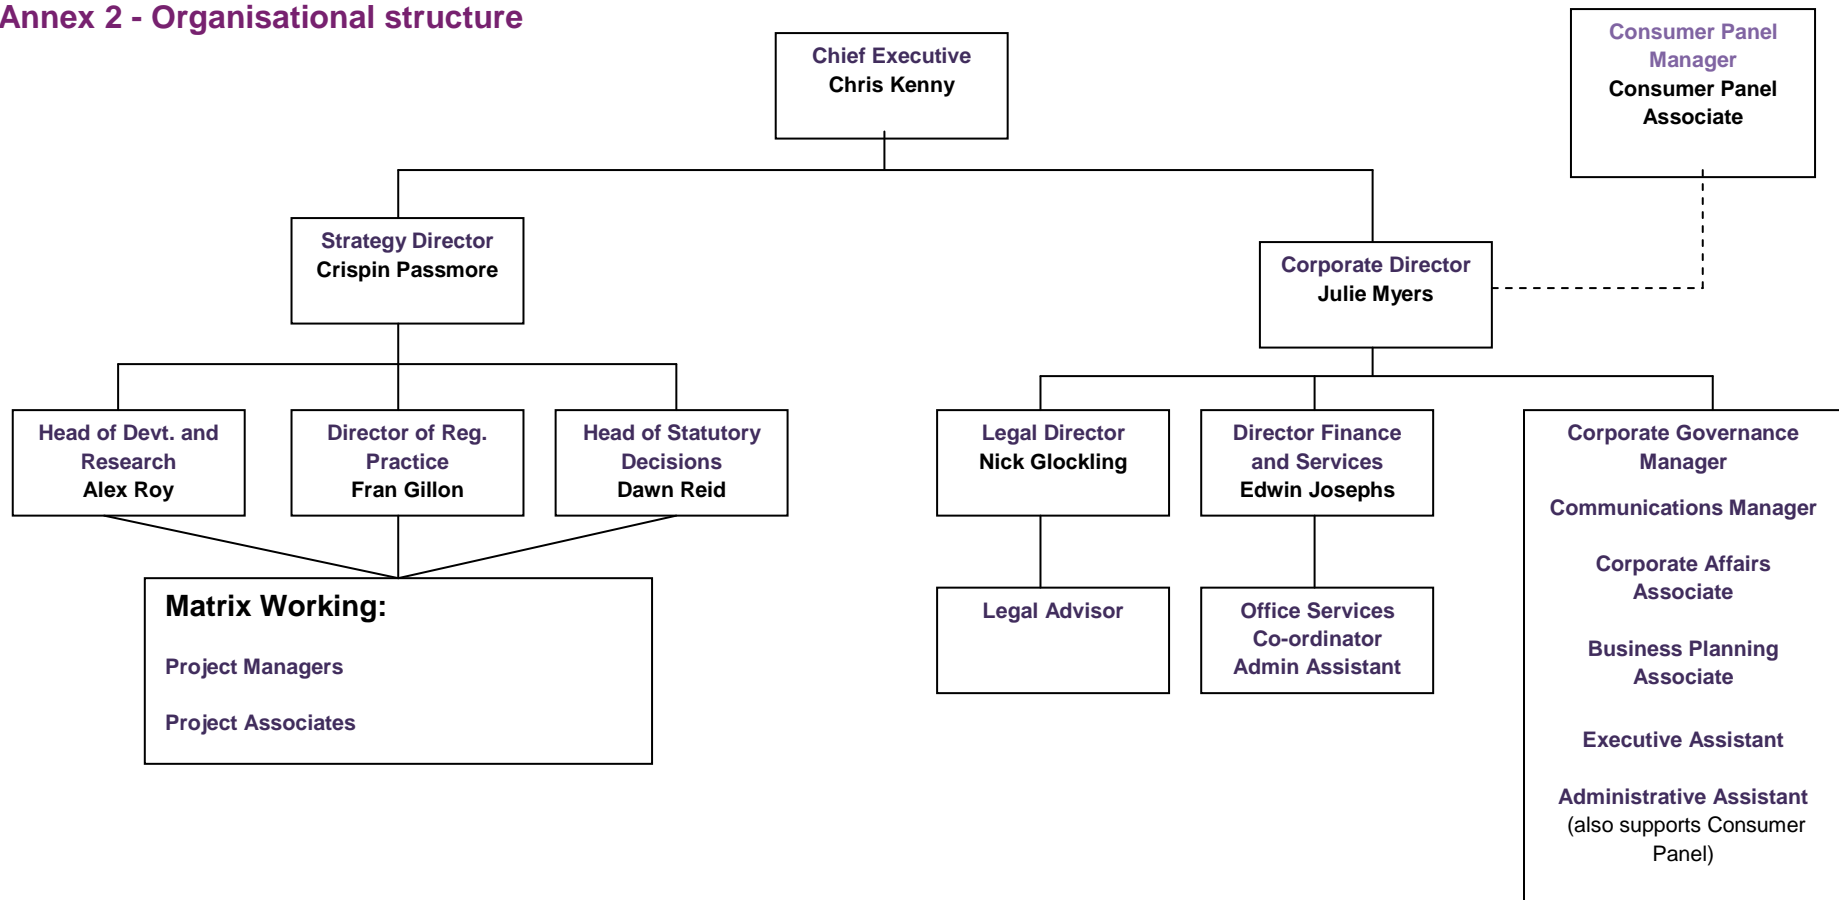 Annex 2 - Organisational structure
Chief Executive
Chris Kenny
Consumer Panel
Manager
Consumer Panel
Associate
Strategy Director
Crispin Passmore
Corporate Director
Julie Myers
Head of Devt. and
Research
Alex Roy
Director of Reg.
Practice
Fran Gillon
Head of Statutory
Decisions
Dawn Reid
Legal Director
Nick Glockling
Director Finance
and Services
Edwin Josephs
Corporate Governance
Manager
Communications Manager
Corporate Affairs
Associate
Business Planning
Associate
Executive Assistant
Administrative Assistant
(also supports Consumer
Panel)
Matrix Working:
Project Managers
Project Associates
Legal Advisor
Office Services
Co-ordinator
Admin Assistant